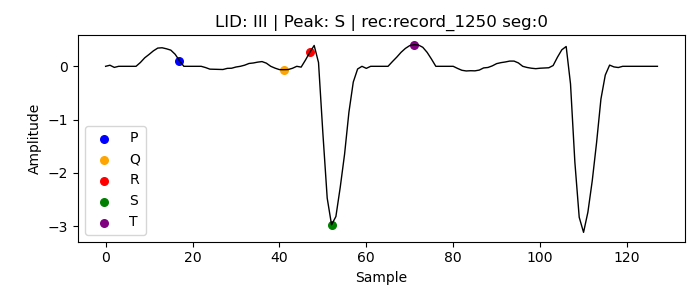 LID: III | Peak: S | rec:record_1250 seg:0
Amplitude
0
−1
−2
−3
P
Q
R
S
T
0 20 40 60 80 100 120
Sample